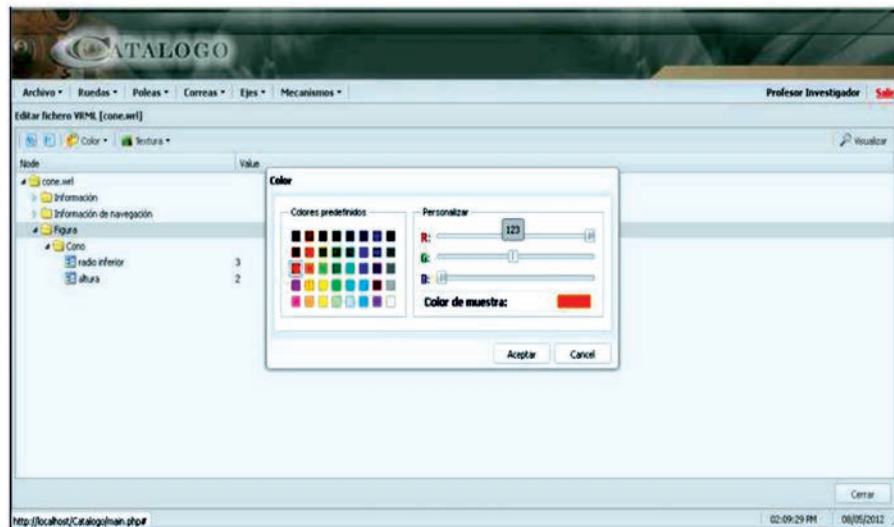 CATALOGO
Archivo Ruedas Poleas Correas Ejes Mecanismos Profesor Investigador Salir
Editar fichero VRML [cone.wrl]
Color Textura Visualizar
Node Value
cone.wrl
Información
Información de navegación
Figura
Cono
radio inferior 3
altura 2
Color
Colores predefinidos
Personalizar
123
R:
G:
B:
Color de muestra:
Aceptar Cancel
Cerrar
http://localhost/Catalogo/main.php# 02:09:29 PM 08/05/2012